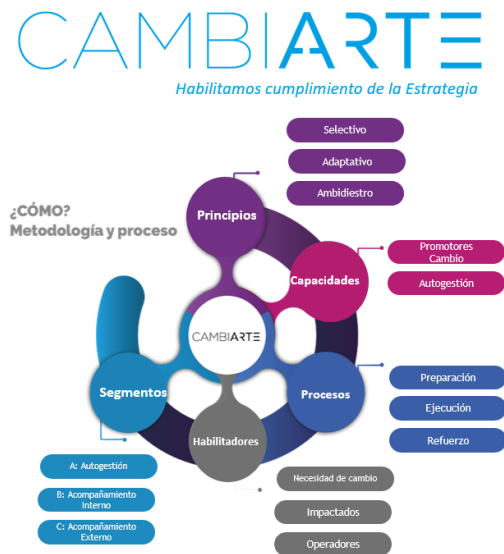 CAMBIARTE
Habilitamos cumplimiento de la Estrategia
Selectivo
Adaptativo
Ambidiestro
¿CÓMO?
Metodología y proceso
Principios
Capacidades
Promotores
Cambio
Autogestión
CAMBIARTE
Segmentos
Procesos
Habilitadores
Preparación
Ejecución
Refuerzo
A: Autogestión
B: Acompañamiento
Interno
C: Acompañamiento
Externo
Necesidad de cambio
Impactados
Operadores